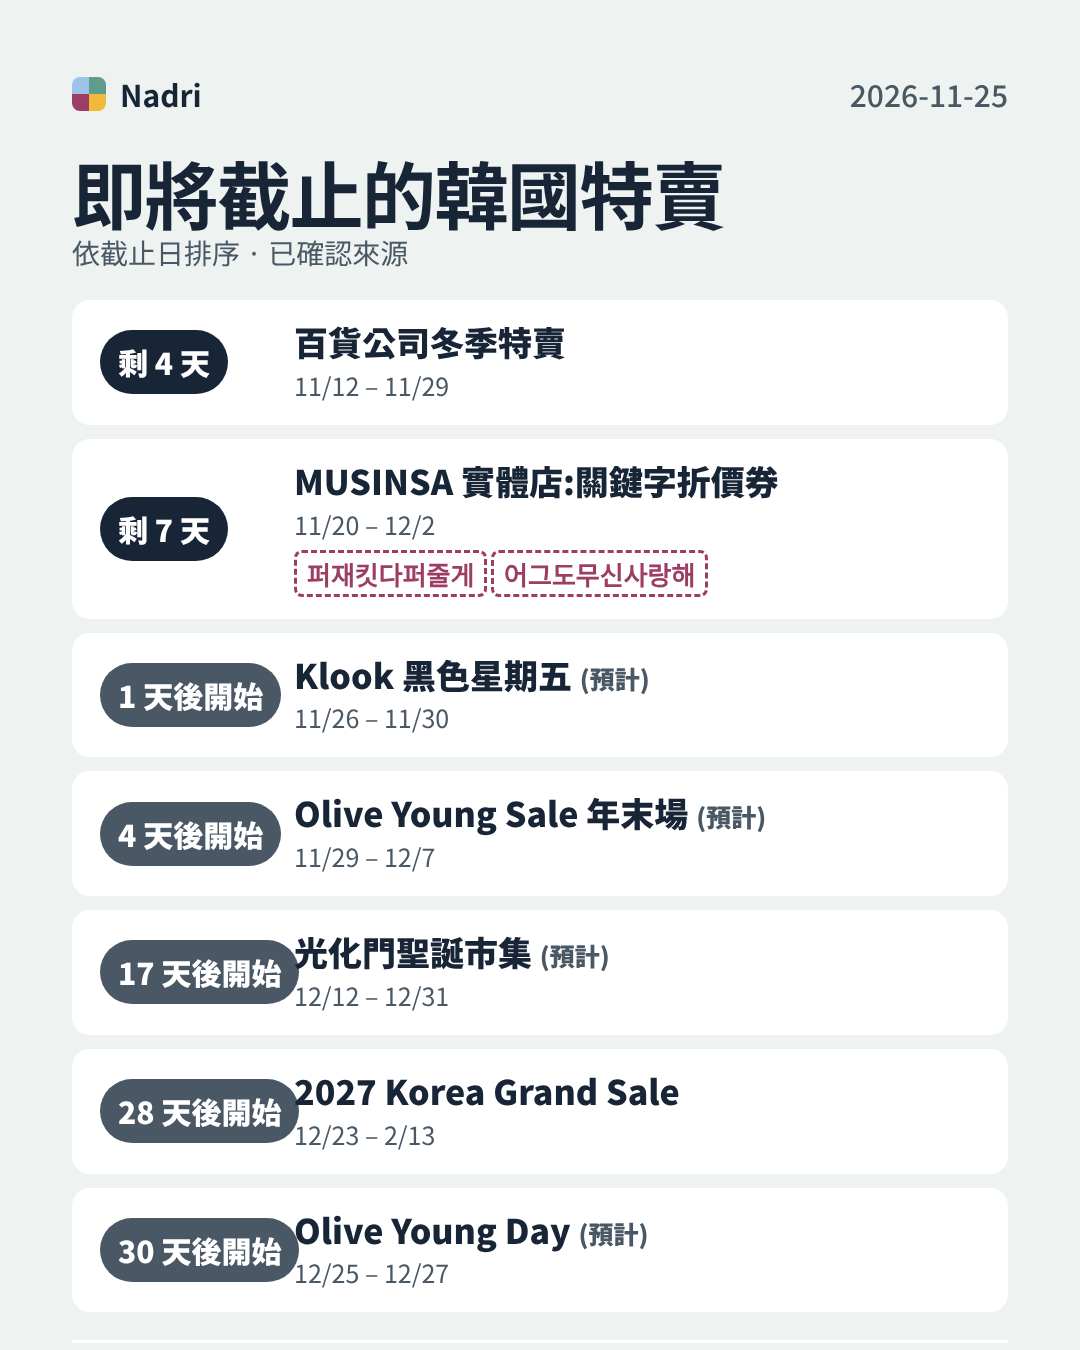 Nadri
2026-11-25
即將截止的韓國特賣
依截止日排序 · 已確認來源
剩 4 天
百貨公司冬季特賣
11/12 – 11/29
剩 7 天
MUSINSA 實體店:關鍵字折價券
11/20 – 12/2
퍼재킷다퍼줄게 어그도무신사랑해
1 天後開始
Klook 黑色星期五 (預計)
11/26 – 11/30
4 天後開始
Olive Young Sale 年末場 (預計)
11/29 – 12/7
17 天後開始
光化門聖誕市集 (預計)
12/12 – 12/31
28 天後開始
2027 Korea Grand Sale
12/23 – 2/13
30 天後開始
Olive Young Day (預計)
12/25 – 12/27